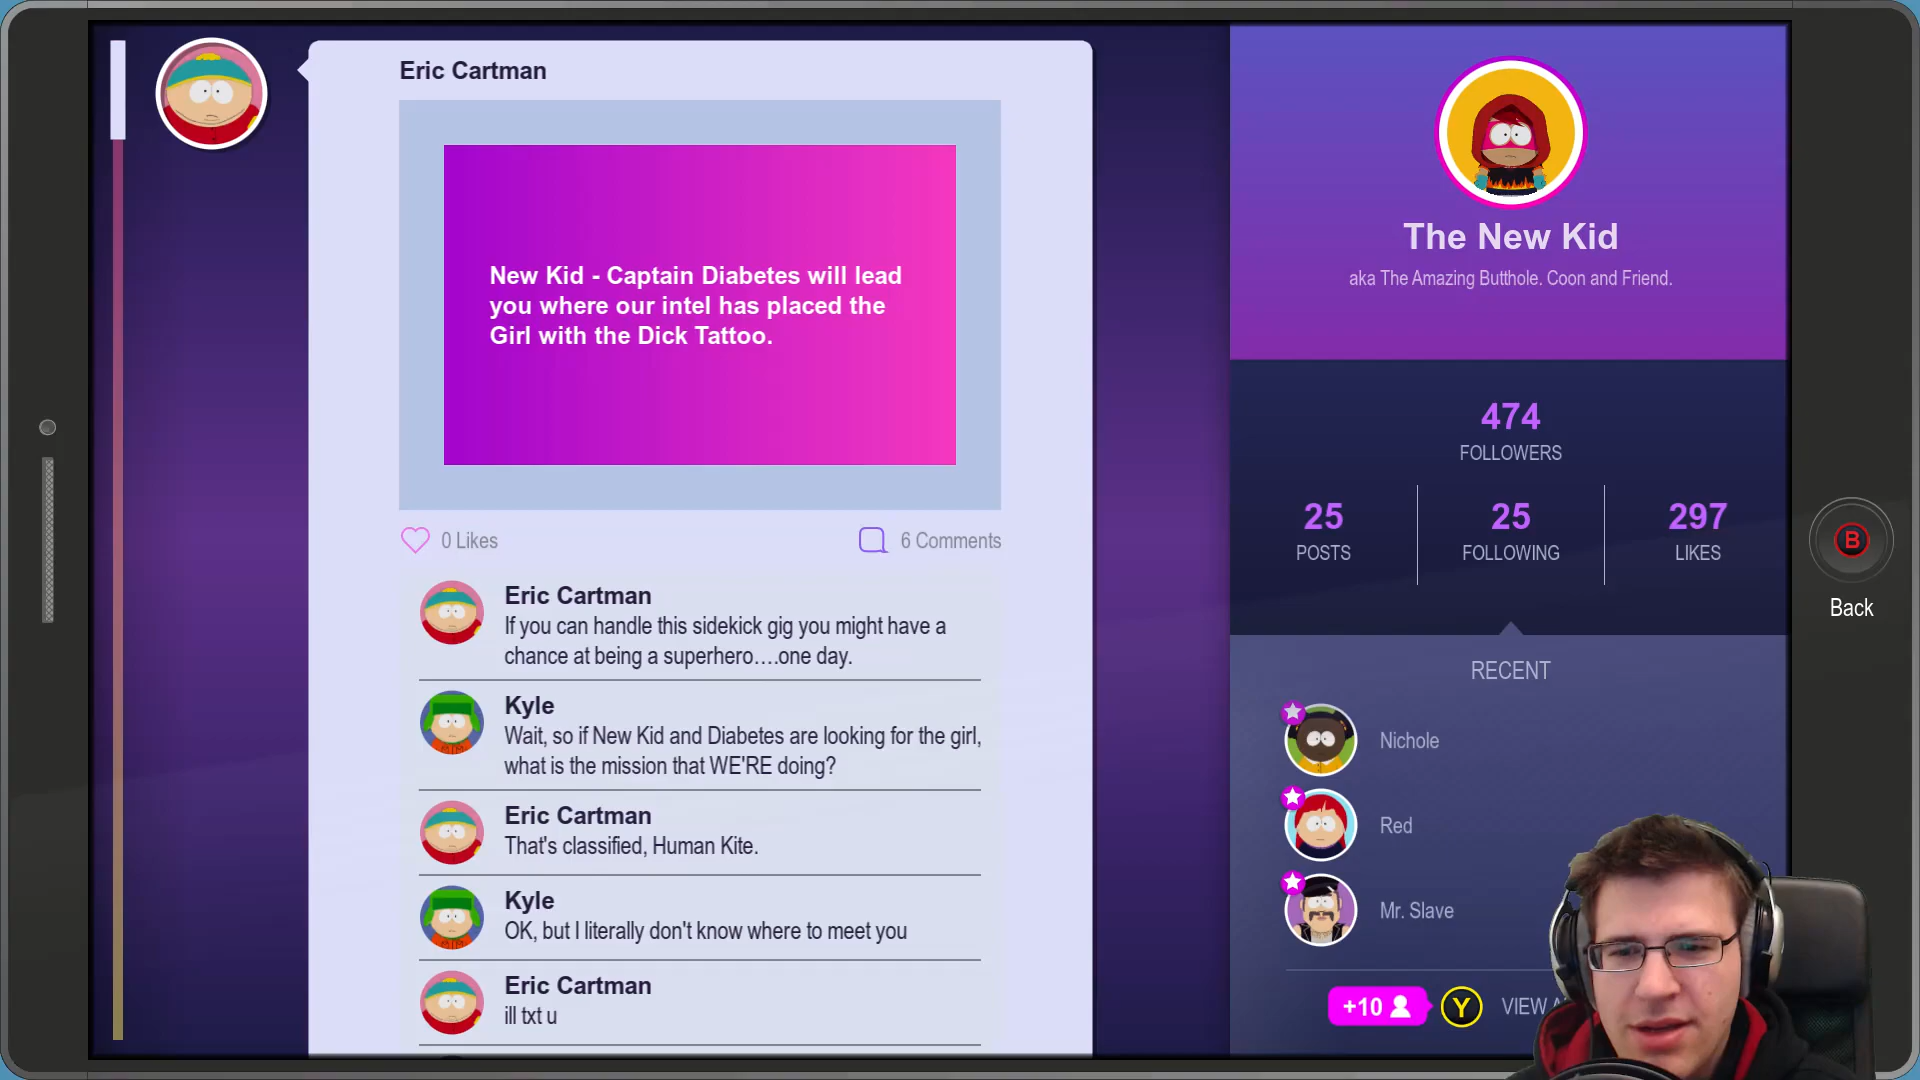 Eric Cartman
New Kid - Captain Diabetes will lead
you where our intel has placed the
Girl with the Dick Tattoo.
0 Likes
6 Comments
Eric Cartman
If you can handle this sidekick gig you might have a
chance at being a superhero....one day.
Kyle
Wait, so if New Kid and Diabetes are looking for the girl,
what is the mission that WE'RE doing?
Eric Cartman
That's classified, Human Kite.
Kyle
OK, but I literally don't know where to meet you
Eric Cartman
ill txt u
The New Kid
aka The Amazing Butthole. Coon and Friend.
474
FOLLOWERS
25
POSTS
25
FOLLOWING
297
LIKES
RECENT
Nichole
Red
Mr. Slave
+10
Y
VIEW
B
Back